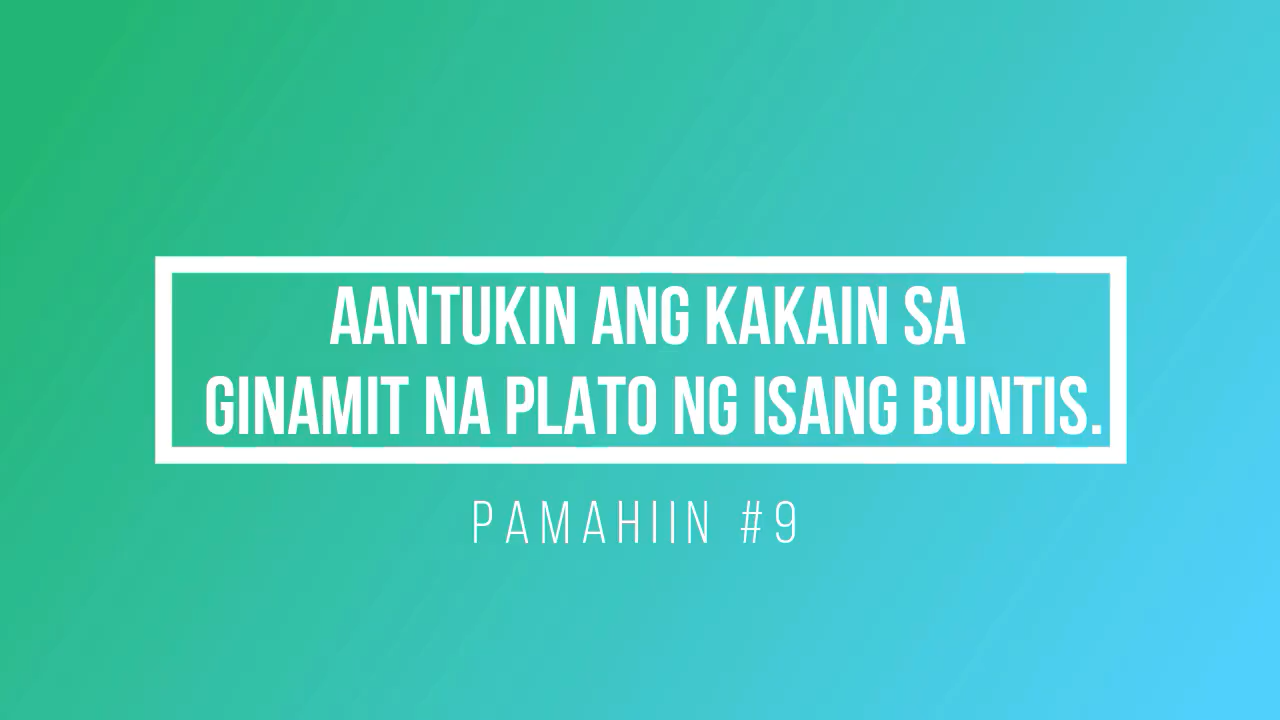 AANTUKIN ANG KAKAIN SA
GINAMIT NA PLATO NG ISANG BUNTIS.
PAMAHIIN #9